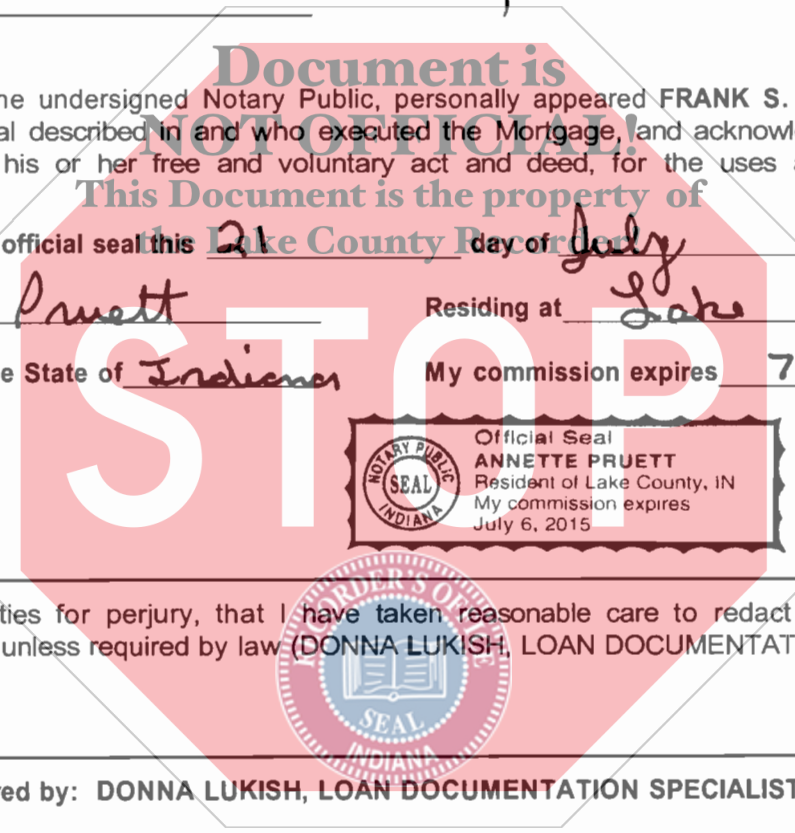 Document is
he undersigned Notary Public, personally appeared FRANK S.
NOT OFFICIAL!
al described in and who executed the Mortgage, and acknowl
his or her free and voluntary act and deed, for the uses
This Document is the property of
the Lake County Recorder!
official seal this 21 day of July
Pruett Residing at Lake
e State of Indiana My commission expires 7
STOP
Official Seal
ANNETTE PRUETT
Resident of Lake County, IN
My commission expires
July 6, 2015
NOTARY PUBLIC
SEAL
INDIANA
ties for perjury, that I have taken reasonable care to redact
unless required by law (DONNA LUKISH, LOAN DOCUMENTAT
RECORDER'S OFFICE
SEAL
INDIANA
ed by: DONNA LUKISH, LOAN DOCUMENTATION SPECIALIST